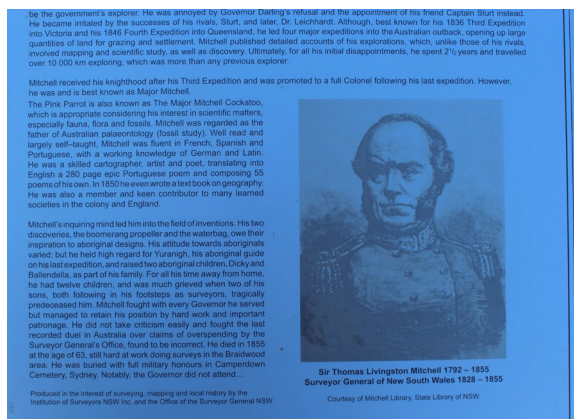 be the government's explorer. He was annoyed by Governor Darling's refusal and the appointment of his friend Captain Sturt instead.
He became irritated by the successes of his rivals, Sturt, and later, Dr. Leichhardt. Although, best known for his 1836 Third Expedition
into Victoria and his 1846 Fourth Expedition into Queensland, he led four major expeditions into the Australian outback, opening up large
quantities of land for grazing and settlement. Mitchell published detailed accounts of his explorations, which, unlike those of his rivals,
involved mapping and scientific study, as well as discovery. Ultimately, for all his initial disappointments, he spent 2½ years and travelled
over 10 000 km exploring, which was more than any previous explorer.
Mitchell received his knighthood after his Third Expedition and was promoted to a full Colonel following his last expedition. However,
he was and is best known as Major Mitchell.
The Pink Parrot is also known as The Major Mitchell Cockatoo,
which is appropriate considering his interest in scientific matters,
especially fauna, flora and fossils. Mitchell was regarded as the
father of Australian palaeontology (fossil study). Well read and
largely self–taught, Mitchell was fluent in French, Spanish and
Portuguese, with a working knowledge of German and Latin.
He was a skilled cartographer, artist and poet, translating into
English a 280 page epic Portuguese poem and composing 55
poems of his own. In 1850 he even wrote a text book on geography.
He was also a member and keen contributor to many learned
societies in the colony and England.
Mitchell's inquiring mind led him into the field of inventions. His two
discoveries, the boomerang propeller and the waterbag, owe their
inspiration to aboriginal designs. His attitude towards aboriginals
varied; but he held high regard for Yuranigh, his aboriginal guide
on his last expedition, and raised two aboriginal children, Dicky and
Ballendella, as part of his family. For all his time away from home,
he had twelve children, and was much grieved when two of his
sons, both following in his footsteps as surveyors, tragically
predeceased him. Mitchell fought with every Governor he served
but managed to retain his position by hard work and important
patronage. He did not take criticism easily and fought the last
recorded duel in Australia over claims of overspending by the
Surveyor General's Office, found to be incorrect. He died in 1855
at the age of 63, still hard at work doing surveys in the Braidwood
area. He was buried with full military honours in Camperdown
Cemetery, Sydney. Notably, the Governor did not attend...
Produced in the interest of surveying, mapping and local history by the
Institution of Surveyors NSW Inc. and the Office of the Surveyor General NSW.
Sir Thomas Livingston Mitchell 1792 – 1855
Surveyor General of New South Wales 1828 – 1855
Courtesy of Mitchell Library, State Library of NSW.